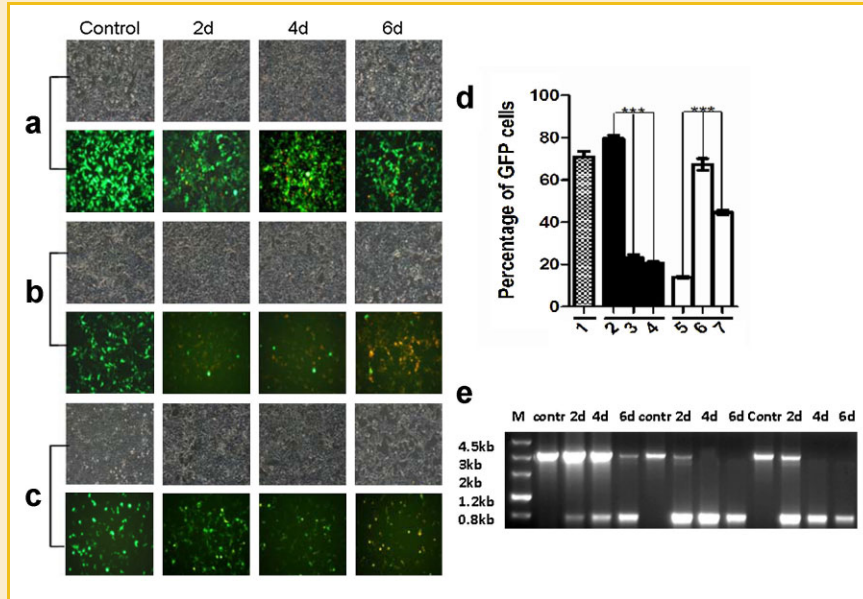 Control 2d 4d 6d
a
b
c
d
100
80
60
40
20
0
Percentage of GFP cells
*** ***
1 2 3 4 5 6 7
e
M contr 2d 4d 6d contr 2d 4d 6d Contr 2d 4d 6d
4.5kb
3kb
2kb
1.2kb
0.8kb